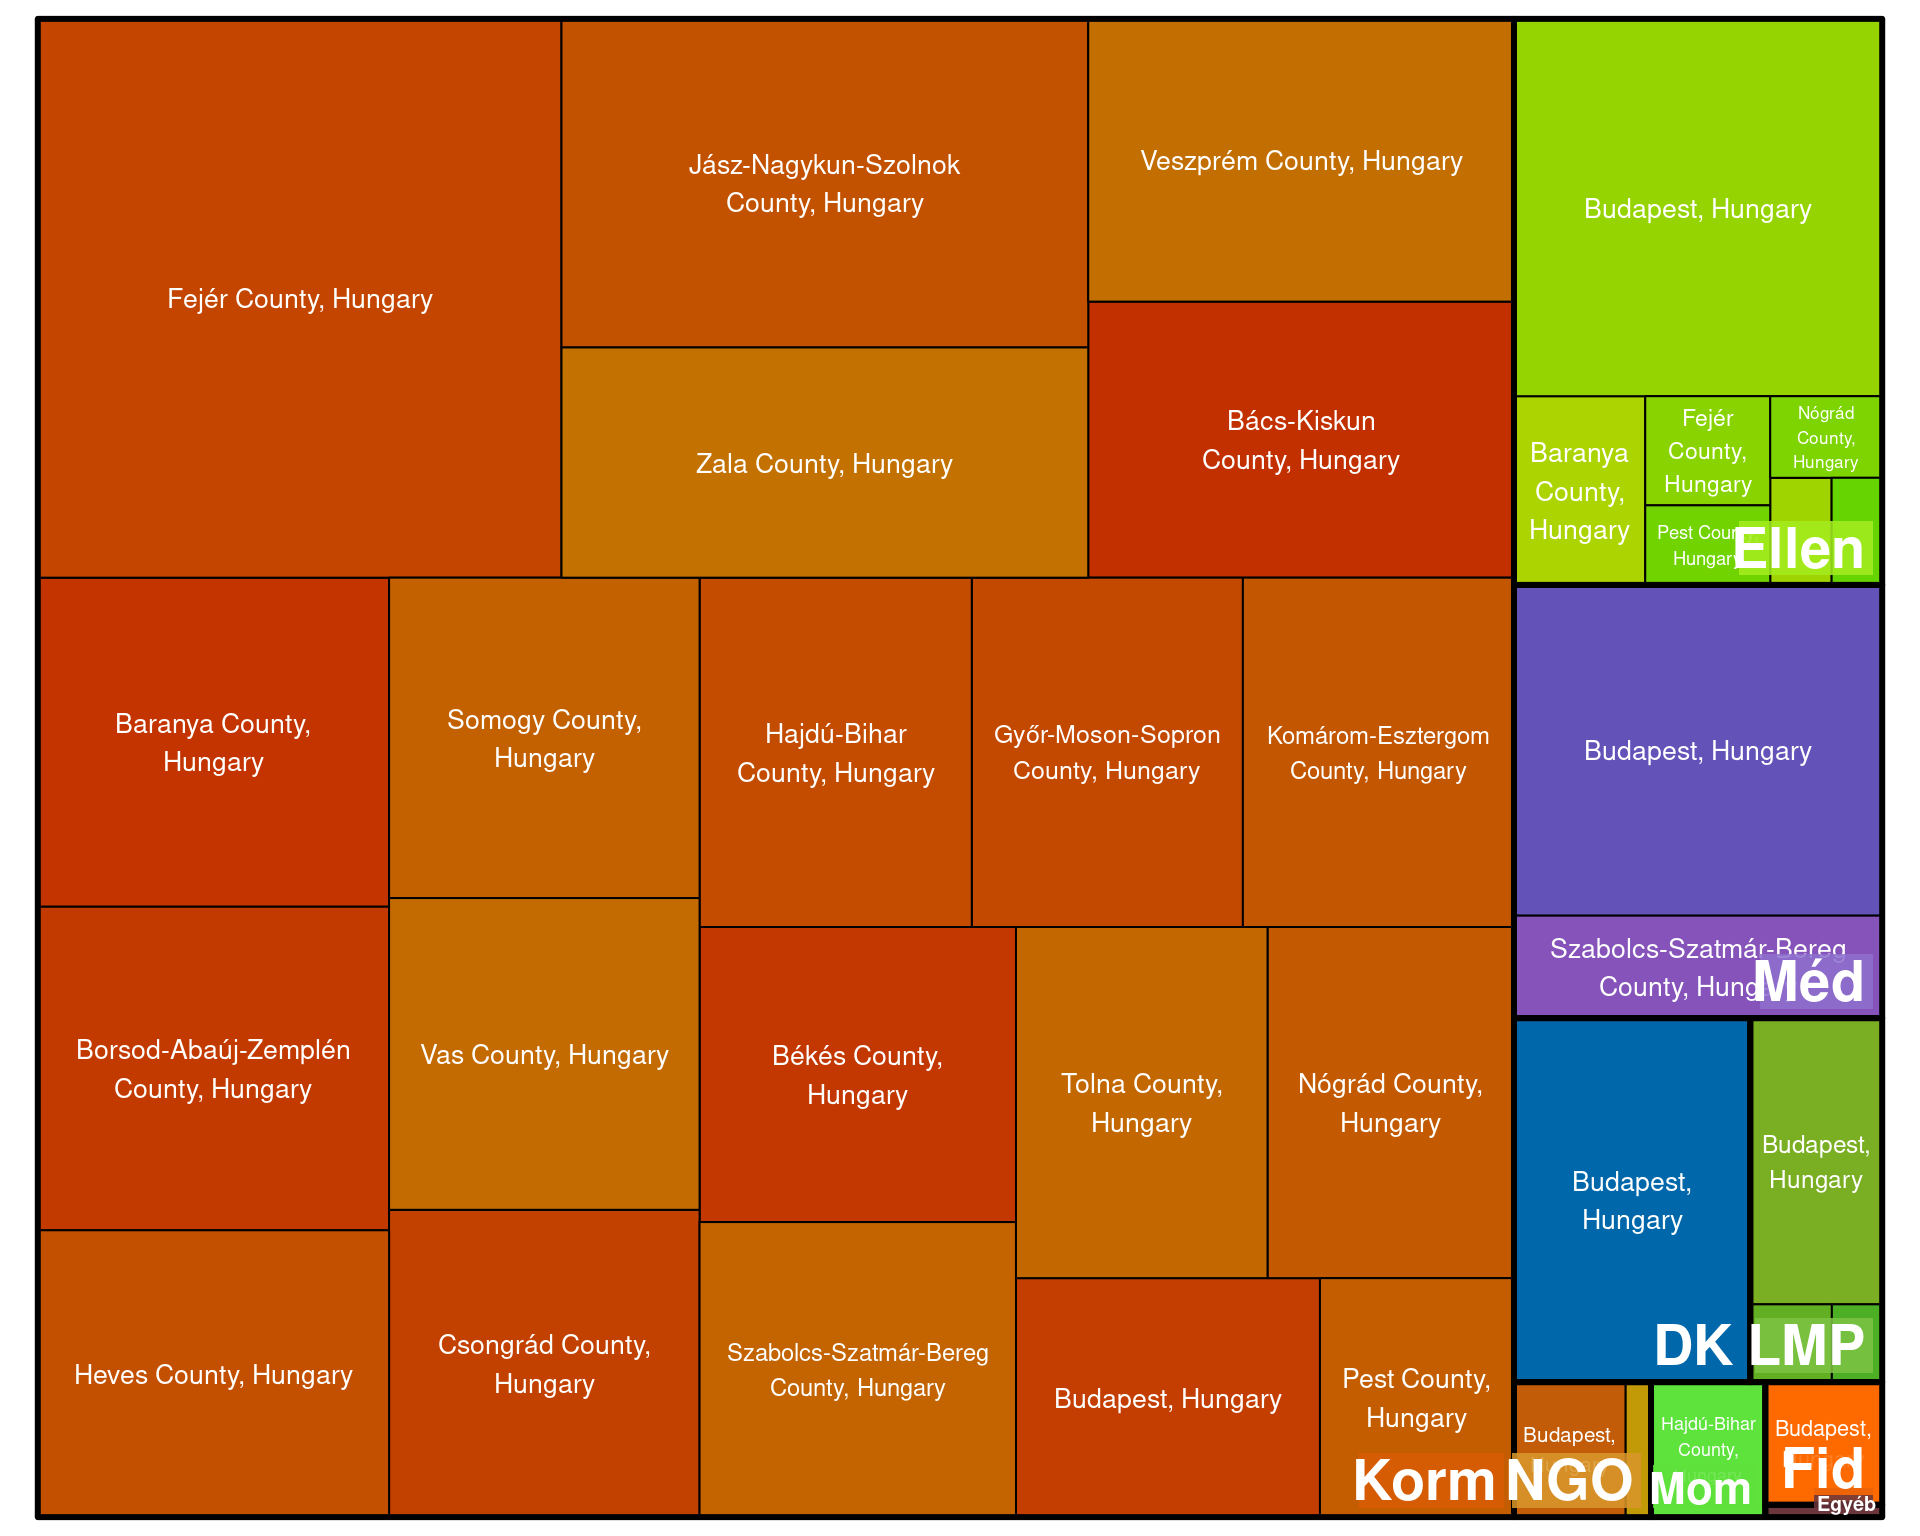 Fejér County, Hungary
Jász-Nagykun-Szolnok
County, Hungary
Veszprém County, Hungary
Zala County, Hungary
Bács-Kiskun
County, Hungary
Baranya County,
Hungary
Somogy County,
Hungary
Hajdú-Bihar
County, Hungary
Győr-Moson-Sopron
County, Hungary
Komárom-Esztergom
County, Hungary
Borsod-Abaúj-Zemplén
County, Hungary
Vas County, Hungary
Békés County,
Hungary
Tolna County,
Hungary
Nógrád County,
Hungary
Heves County, Hungary
Csongrád County,
Hungary
Szabolcs-Szatmár-Bereg
County, Hungary
Budapest, Hungary
Pest County,
Hungary
Korm
Budapest, Hungary
Baranya
County,
Hungary
Fejér
County,
Hungary
Nógrád
County,
Hungary
Pest County,
Hungary
Ellen
Budapest, Hungary
Szabolcs-Szatmár-Bereg
County, Hungary
Méd
Budapest,
Hungary
DK
Budapest,
Hungary
LMP
Budapest,
Hungary
NGO
Hajdú-Bihar
County,
Hungary
Mom
Budapest,
Hungary
Fid
Egyéb